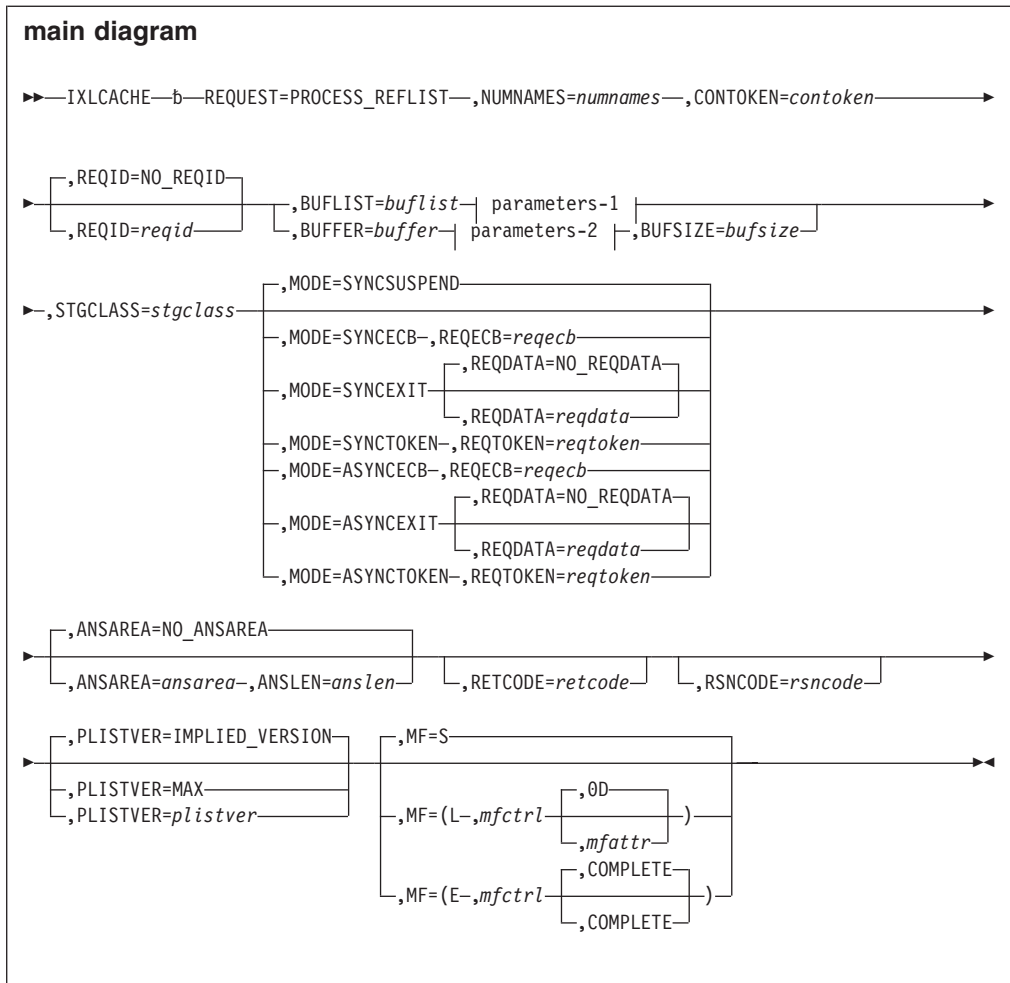 main diagram
IXLCACHE ƀ REQUEST=PROCESS_REFLIST ,NUMNAMES=numnames ,CONTOKEN=contoken
,REQID=NO_REQID
,REQID=reqid
,BUFLIST=buflist parameters-1
,BUFFER=buffer parameters-2 ,BUFSIZE=bufsize
,STGCLASS=stgclass
,MODE=SYNCSUSPEND
,MODE=SYNCECB ,REQECB=reqecb
,REQDATA=NO_REQDATA
,MODE=SYNCEXIT
,REQDATA=reqdata
,MODE=SYNCTOKEN ,REQTOKEN=reqtoken
,MODE=ASYNCECB ,REQECB=reqecb
,REQDATA=NO_REQDATA
,MODE=ASYNCEXIT
,REQDATA=reqdata
,MODE=ASYNCTOKEN ,REQTOKEN=reqtoken
,ANSAREA=NO_ANSAREA
,ANSAREA=ansarea ,ANSLEN=anslen
,RETCODE=retcode
,RSNCODE=rsncode
,PLISTVER=IMPLIED_VERSION
,PLISTVER=MAX
,PLISTVER=plistver
,MF=S
,0D
,MF=(L ,mfctrl )
,mfattr
,COMPLETE
,MF=(E ,mfctrl )
,COMPLETE